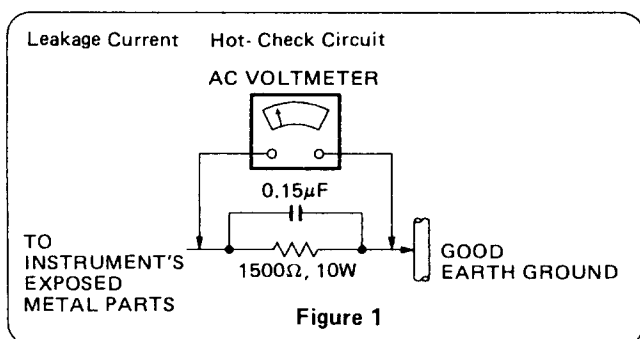 Leakage Current Hot-Check Circuit
AC VOLTMETER
0.15μF
TO
INSTRUMENT'S
EXPOSED
METAL PARTS
1500Ω, 10W
GOOD
EARTH GROUND
Figure 1